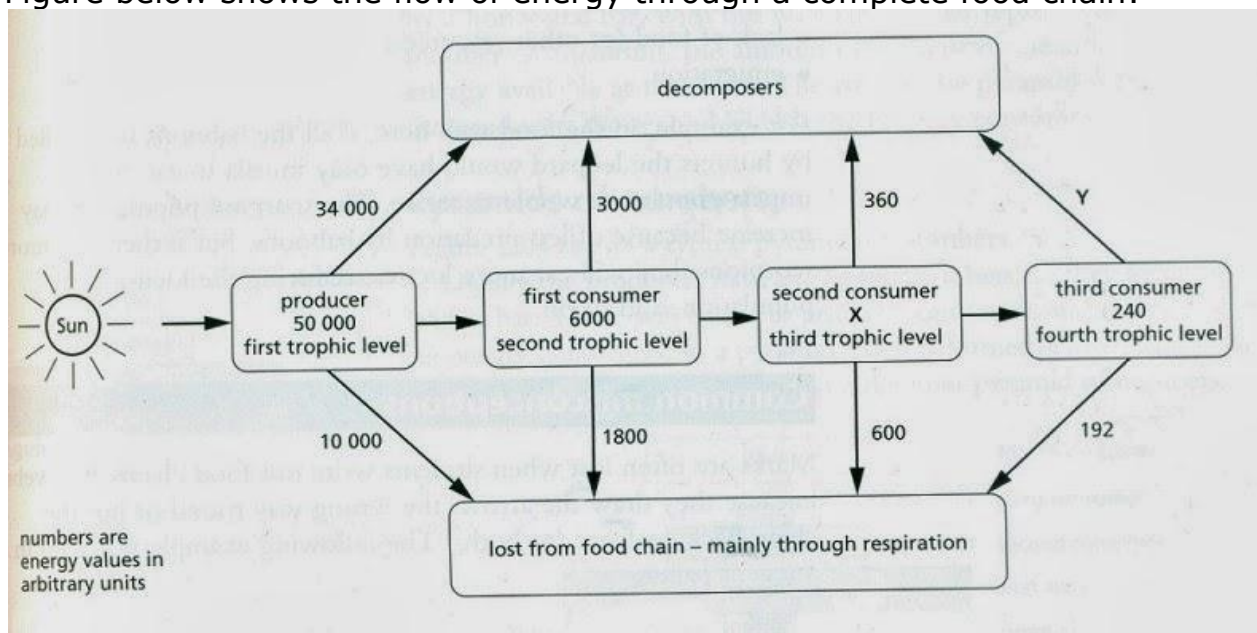 Figure below shows the flow of energy through a complete food chain.
decomposers
34 000
3000
360
Y
Sun
producer
50 000
first trophic level
first consumer
6000
second trophic level
second consumer
X
third trophic level
third consumer
240
fourth trophic level
10 000
1800
600
192
lost from food chain – mainly through respiration
numbers are
energy values in
arbitrary units